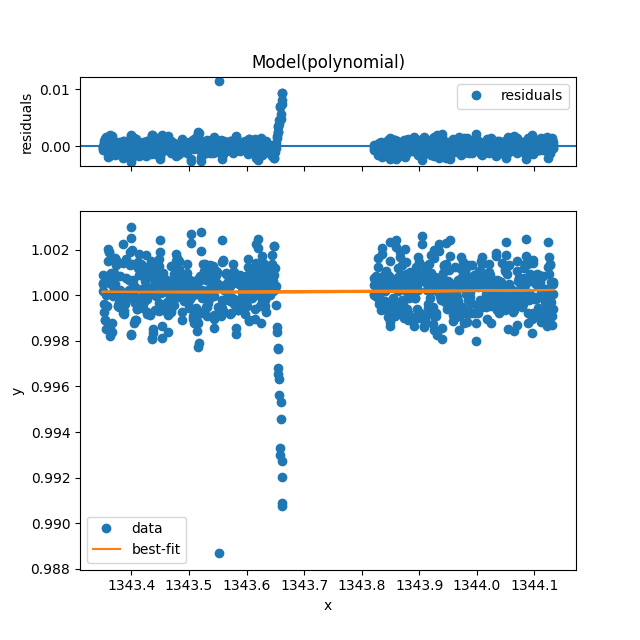 Model(polynomial)
0.01
0.00
residuals
residuals
1.002
1.000
0.998
0.996
0.994
0.992
0.990
0.988
y
data
best-fit
1343.4 1343.5 1343.6 1343.7 1343.8 1343.9 1344.0 1344.1
x